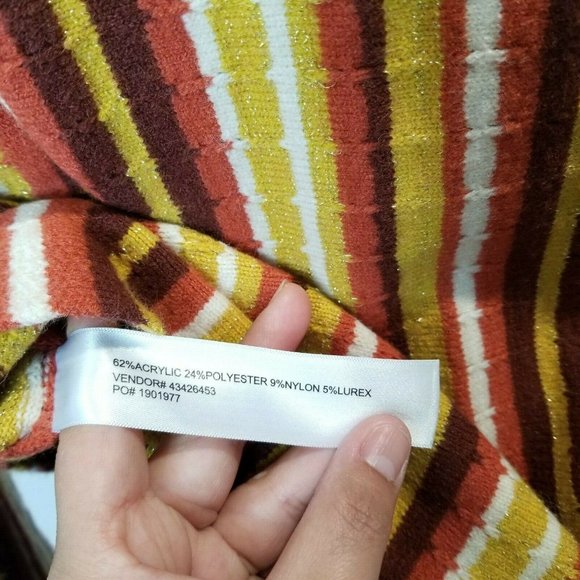 62%ACRYLIC 24%POLYESTER 9%NYLON 5%LUREX
VENDOR# 43426453
PO# 1901977